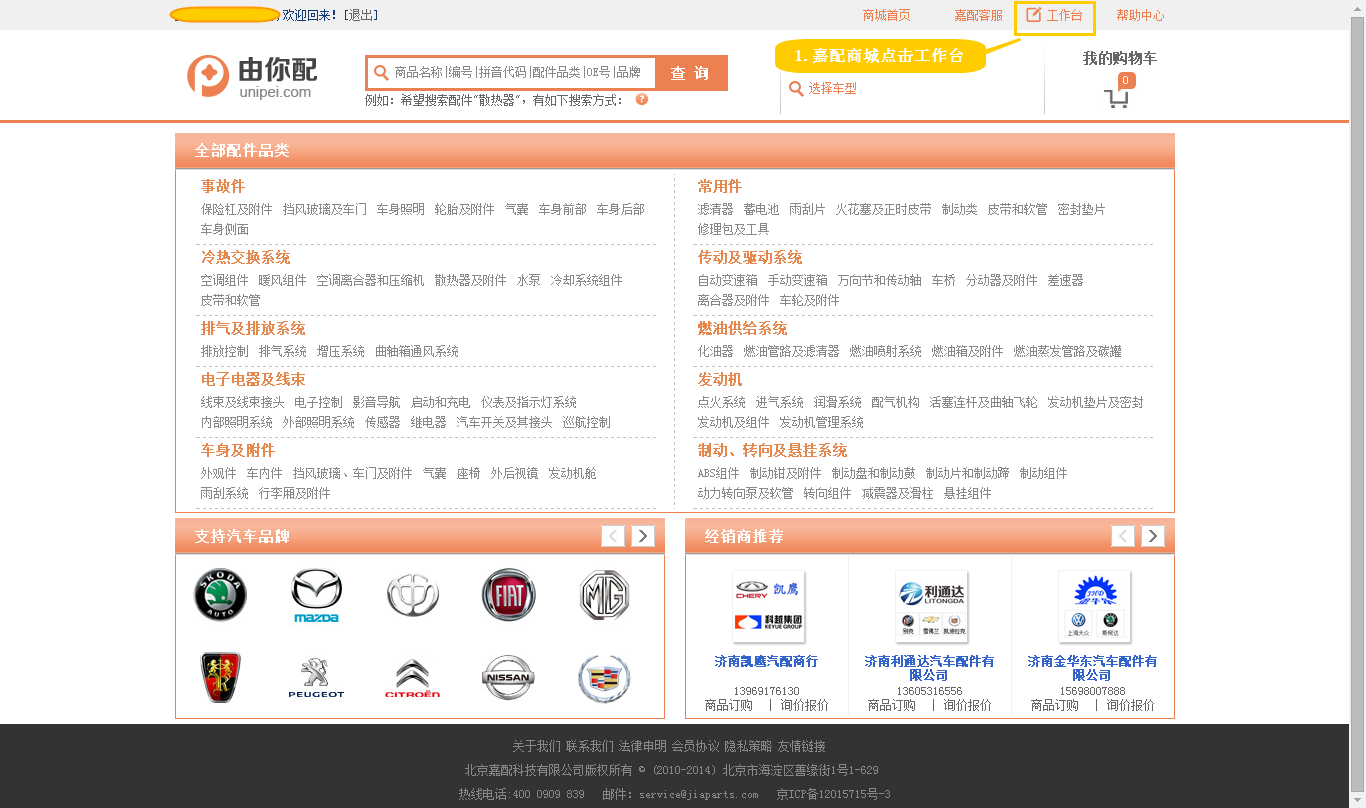 欢迎回来！[退出]
商城首页 嘉配客服 工作台 帮助中心
1. 嘉配商城点击工作台
由你配
unipei.com
商品名称|编号|拼音代码|配件品类|OE号|品牌
查 询
例如：希望搜索配件“散热器”，有如下搜索方式： ?
选择车型
我的购物车
0
全部配件品类
事故件
保险杠及附件 挡风玻璃及车门 车身照明 轮胎及附件 气囊 车身前部 车身后部
车身侧面
常用件
滤清器 蓄电池 雨刮片 火花塞及正时皮带 制动类 皮带和软管 密封垫片
修理包及工具
冷热交换系统
空调组件 暖风组件 空调离合器和压缩机 散热器及附件 水泵 冷却系统组件
皮带和软管
传动及驱动系统
自动变速箱 手动变速箱 万向节和传动轴 车桥 分动器及附件 差速器
离合器及附件 车轮及附件
排气及排放系统
排放控制 排气系统 增压系统 曲轴箱通风系统
燃油供给系统
化油器 燃油管路及滤清器 燃油喷射系统 燃油箱及附件 燃油蒸发管路及碳罐
电子电器及线束
线束及线束接头 电子控制 影音导航 启动和充电 仪表及指示灯系统
内部照明系统 外部照明系统 传感器 继电器 汽车开关及其接头 巡航控制
发动机
点火系统 进气系统 润滑系统 配气机构 活塞连杆及曲轴飞轮 发动机垫片及密封
发动机及组件 发动机管理系统
车身及附件
外观件 车内件 挡风玻璃、车门及附件 气囊 座椅 外后视镜 发动机舱
雨刮系统 行李厢及附件
制动、转向及悬挂系统
ABS组件 制动钳及附件 制动盘和制动鼓 制动片和制动蹄 制动组件
动力转向泵及软管 转向组件 减震器及滑柱 悬挂组件
支持汽车品牌
SKODA AUTO
mazda
FIAT
MG
PEUGEOT
CITROËN
NISSAN
经销商推荐
CHERY 凯鹰
科越集团
KEYUE GROUP
济南凯鹰汽配商行
13969176130
商品订购 | 询价报价
利通达
LITONGDA
别克 雪佛兰 凯迪拉克
济南利通达汽车配件有
限公司
13605316556
商品订购 | 询价报价
JHD
上海大众 斯柯达
济南金华东汽车配件有
限公司
15698007888
商品订购 | 询价报价
关于我们 联系我们 法律申明 会员协议 隐私策略 友情链接
北京嘉配科技有限公司版权所有 © (2010-2014) 北京市海淀区善缘街1号1-629
热线电话:400 0909 839 邮件: service@jiaparts.com 京ICP备12015715号-3